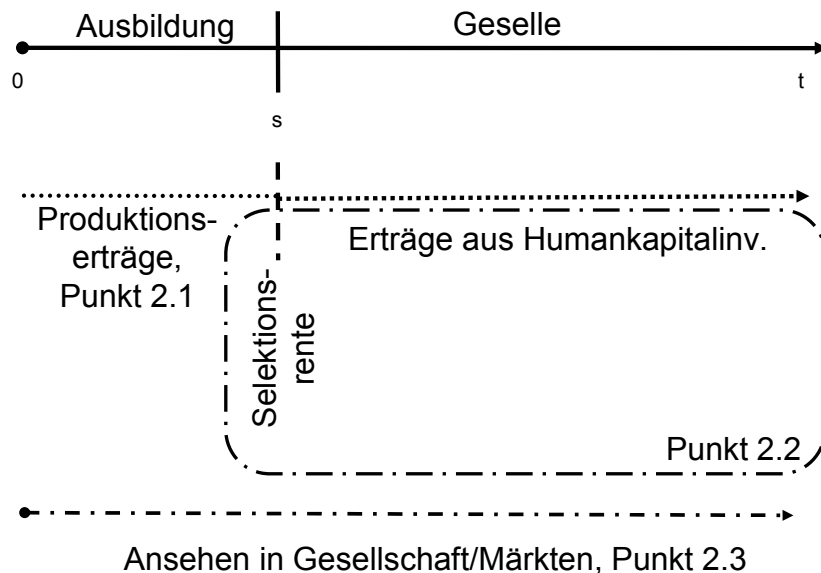 Ausbildung
Geselle
0
t
s
Produktions-
erträge,
Punkt 2.1
Erträge aus Humankapitalinv.
Selektions-
rente
Punkt 2.2
Ansehen in Gesellschaft/Märkten, Punkt 2.3